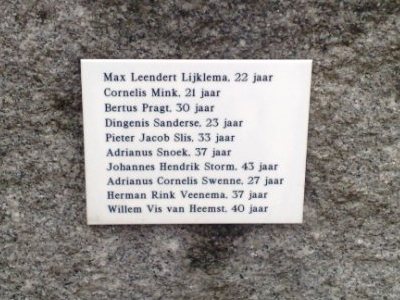 Max Leendert Lijklema, 22 jaar
Cornelis Mink, 21 jaar
Bertus Pragt, 30 jaar
Dingenis Sanderse, 23 jaar
Pieter Jacob Slis, 33 jaar
Adrianus Snoek, 37 jaar
Johannes Hendrik Storm, 43 jaar
Adrianus Cornelis Swenne, 27 jaar
Herman Rink Veenema, 37 jaar
Willem Vis van Heemst, 40 jaar